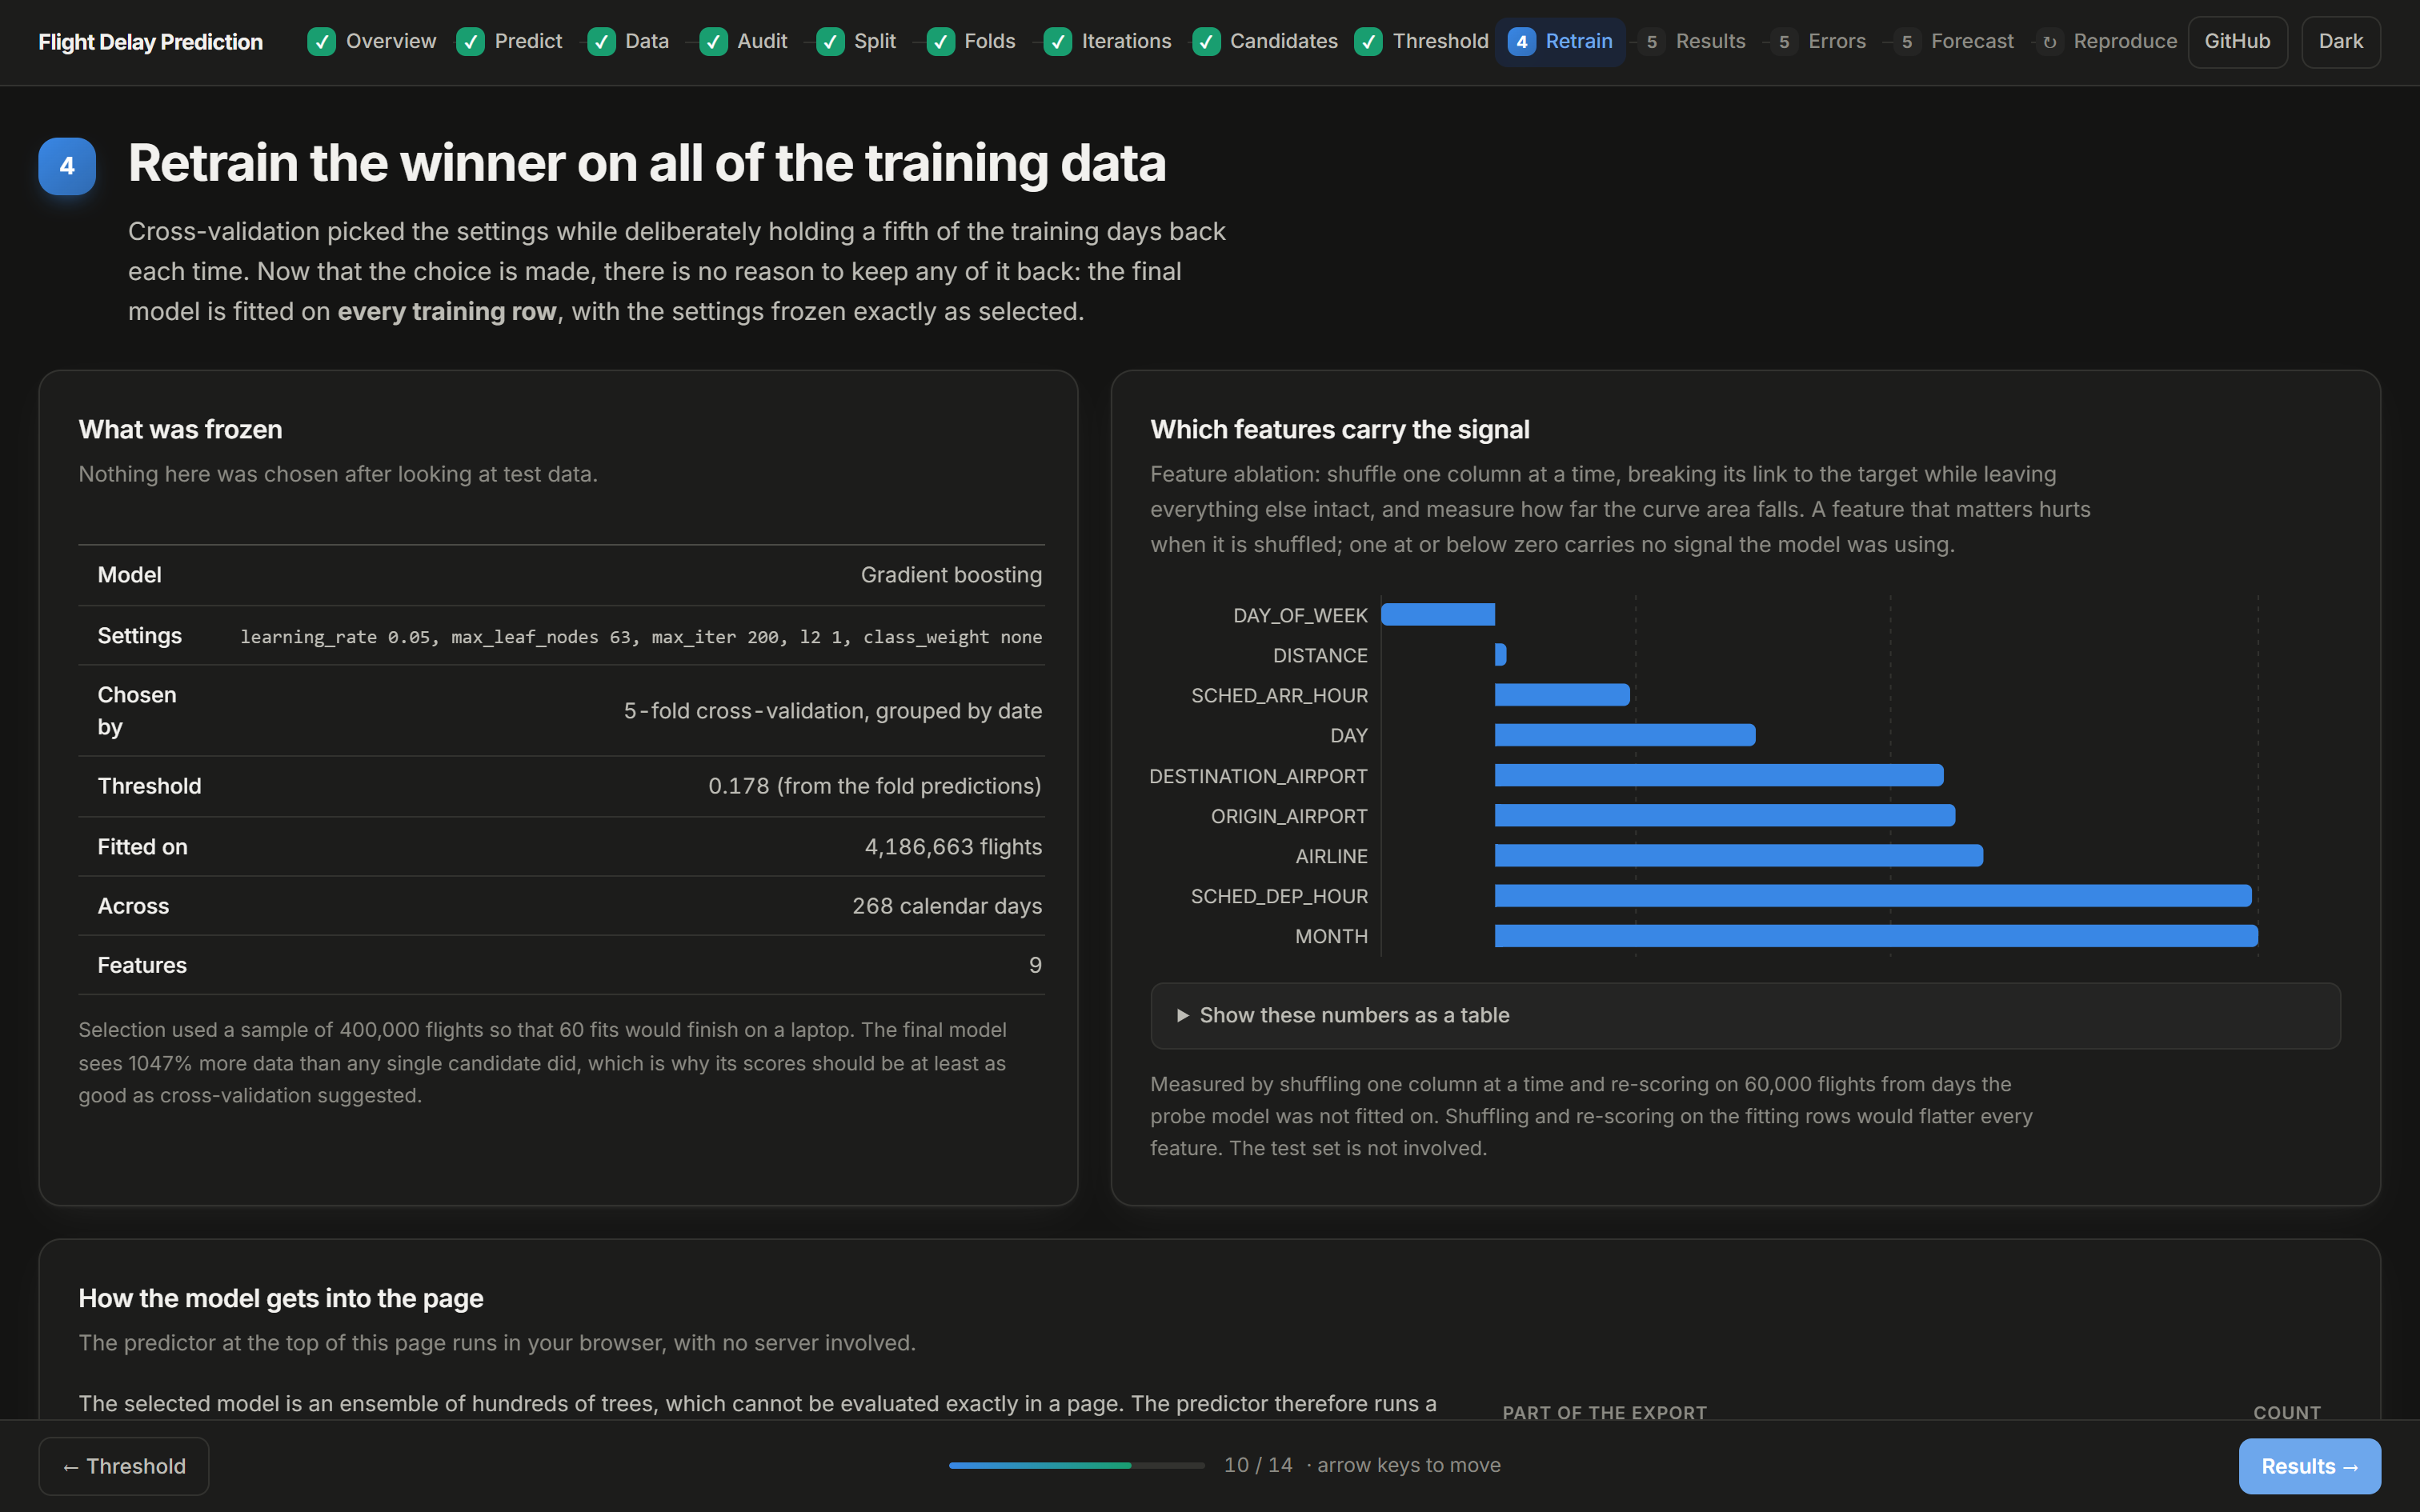 Flight Delay Prediction
✓ Overview ✓ Predict ✓ Data ✓ Audit ✓ Split ✓ Folds ✓ Iterations ✓ Candidates ✓ Threshold 4 Retrain 5 Results 5 Errors 5 Forecast ↻ Reproduce GitHub Dark
4
Retrain the winner on all of the training data
Cross-validation picked the settings while deliberately holding a fifth of the training days back
each time. Now that the choice is made, there is no reason to keep any of it back: the final
model is fitted on every training row, with the settings frozen exactly as selected.
What was frozen
Nothing here was chosen after looking at test data.
Model Gradient boosting
Settings learning_rate 0.05, max_leaf_nodes 63, max_iter 200, l2 1, class_weight none
Chosen
by 5-fold cross-validation, grouped by date
Threshold 0.178 (from the fold predictions)
Fitted on 4,186,663 flights
Across 268 calendar days
Features 9
Selection used a sample of 400,000 flights so that 60 fits would finish on a laptop. The final model
sees 1047% more data than any single candidate did, which is why its scores should be at least as
good as cross-validation suggested.
Which features carry the signal
Feature ablation: shuffle one column at a time, breaking its link to the target while leaving
everything else intact, and measure how far the curve area falls. A feature that matters hurts
when it is shuffled; one at or below zero carries no signal the model was using.
DAY_OF_WEEK
DISTANCE
SCHED_ARR_HOUR
DAY
DESTINATION_AIRPORT
ORIGIN_AIRPORT
AIRLINE
SCHED_DEP_HOUR
MONTH
▶ Show these numbers as a table
Measured by shuffling one column at a time and re-scoring on 60,000 flights from days the
probe model was not fitted on. Shuffling and re-scoring on the fitting rows would flatter every
feature. The test set is not involved.
How the model gets into the page
The predictor at the top of this page runs in your browser, with no server involved.
The selected model is an ensemble of hundreds of trees, which cannot be evaluated exactly in a page. The predictor therefore runs a
PART OF THE EXPORT COUNT
← Threshold
10 / 14 · arrow keys to move
Results →